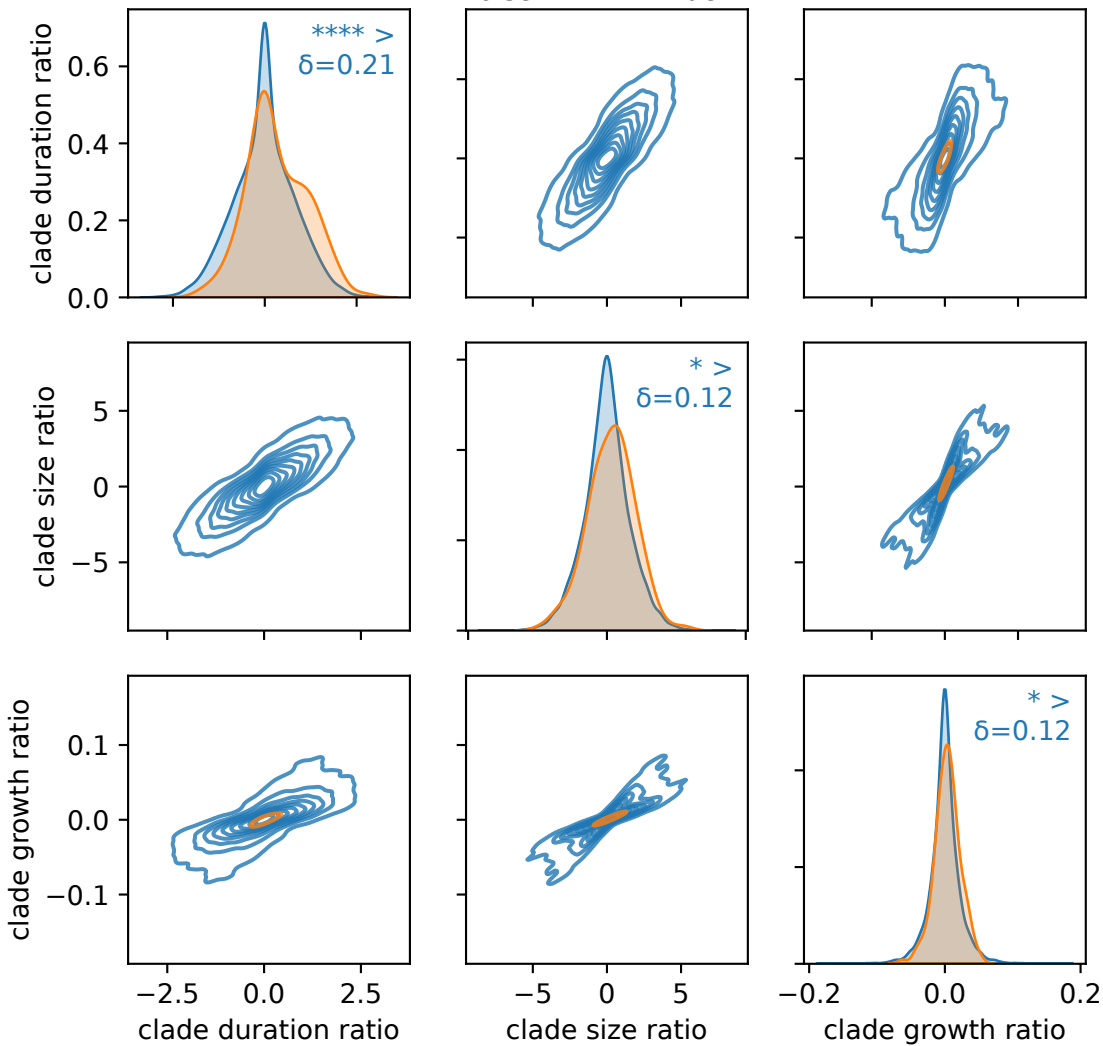 clade duration ratio
0.6
0.4
0.2
0.0
**** >
δ=0.21
clade size ratio
5
0
−5
* >
δ=0.12
clade growth ratio
0.1
0.0
−0.1
* >
δ=0.12
−2.5 0.0 2.5
−5 0 5
−0.2 0.0 0.2
clade duration ratio
clade size ratio
clade growth ratio